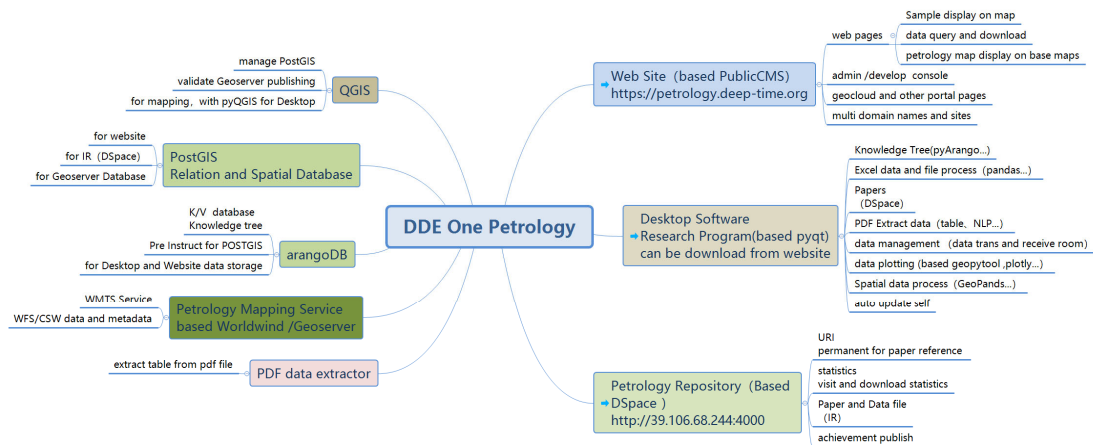 DDE One Petrology
QGIS
manage PostGIS
validate Geoserver publishing
for mapping，with pyQGIS for Desktop
PostGIS
Relation and Spatial Database
for website
for IR（DSpace）
for Geoserver Database
arangoDB
K/V database
Knowledge tree
Pre Instruct for POSTGIS
for Desktop and Website data storage
Petrology Mapping Service
based Worldwind /Geoserver
WMTS Service
WFS/CSW data and metadata
PDF data extractor
extract table from pdf file
Web Site（based PublicCMS）
https://petrology.deep-time.org
web pages
Sample display on map
data query and download
petrology map display on base maps
admin /develop console
geocloud and other portal pages
multi domain names and sites
Desktop Software
Research Program(based pyqt)
can be download from website
Knowledge Tree(pyArango...)
Excel data and file process（pandas...）
Papers
（DSpace）
PDF Extract data（table、NLP...）
data management （data trans and receive room）
data plotting (based geopytool ,plotly...）
Spatial data process（GeoPands...）
auto update self
Petrology Repository（Based
DSpace ）
http://39.106.68.244:4000
URI
permanent for paper reference
statistics
visit and download statistics
Paper and Data file
（IR）
achievement publish